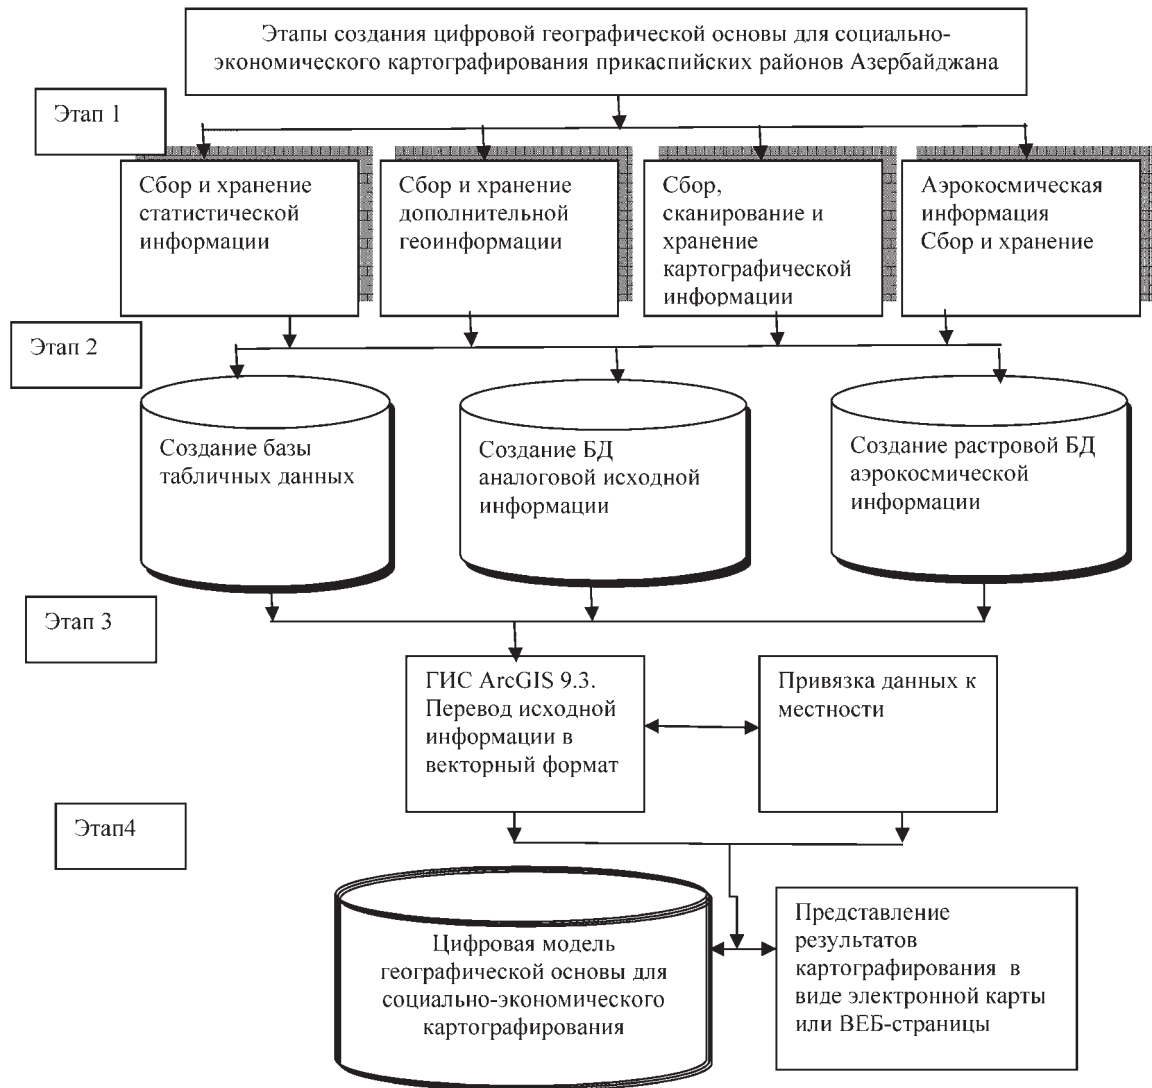 Этапы создания цифровой географической основы для социально-
экономического картографирования прикаспийских районов Азербайджана
Этап 1
Сбор и хранение
статистической
информации
Сбор и хранение
дополнительной
геоинформации
Сбор,
сканирование и
хранение
картографической
информации
Аэрокосмическая
информация
Сбор и хранение
Этап 2
Создание базы
табличных данных
Создание БД
аналоговой исходной
информации
Создание растровой БД
аэрокосмической
информации
Этап 3
ГИС ArcGIS 9.3.
Перевод исходной
информации в
векторный формат
Привязка данных к
местности
Этап4
Цифровая модель
географической основы для
социально-экономического
картографирования
Представление
результатов
картографирования в
виде электронной карты
или ВЕБ-страницы